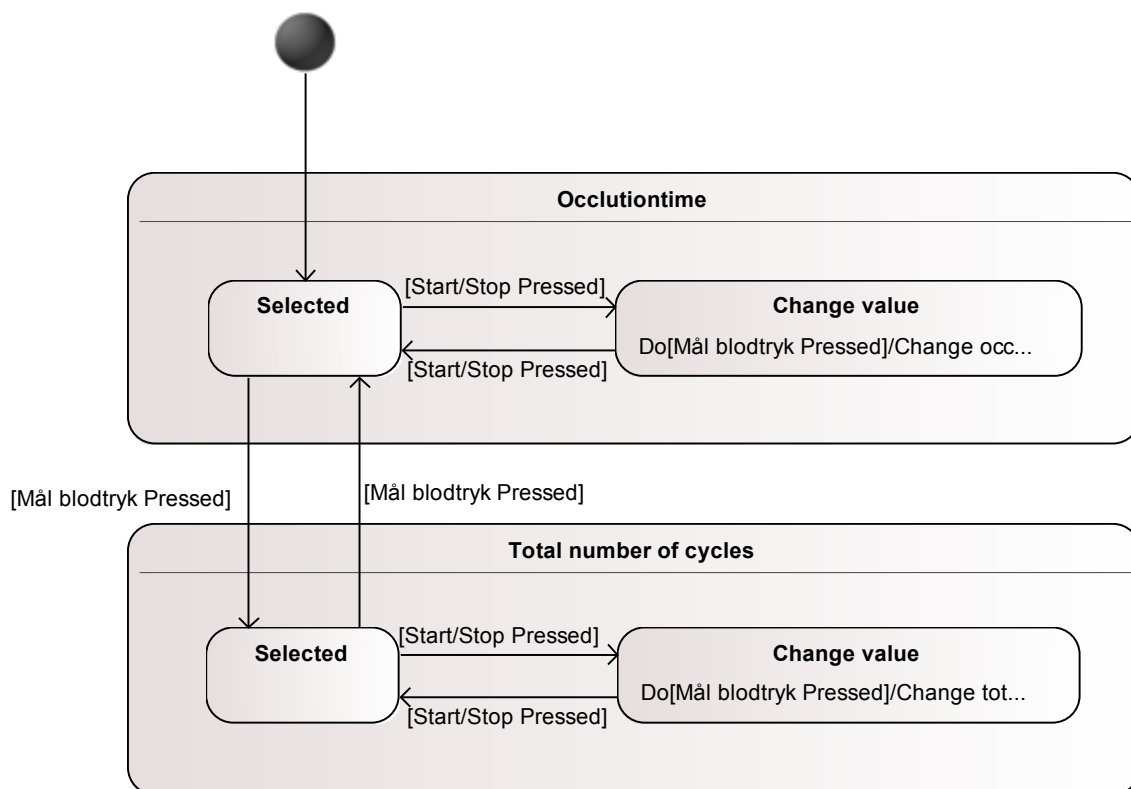 Occlutiontime
Selected
[Start/Stop Pressed]
Change value
Do[Mål blodtryk Pressed]/Change occ...
[Start/Stop Pressed]
[Mål blodtryk Pressed]
[Mål blodtryk Pressed]
Total number of cycles
Selected
[Start/Stop Pressed]
Change value
Do[Mål blodtryk Pressed]/Change tot...
[Start/Stop Pressed]